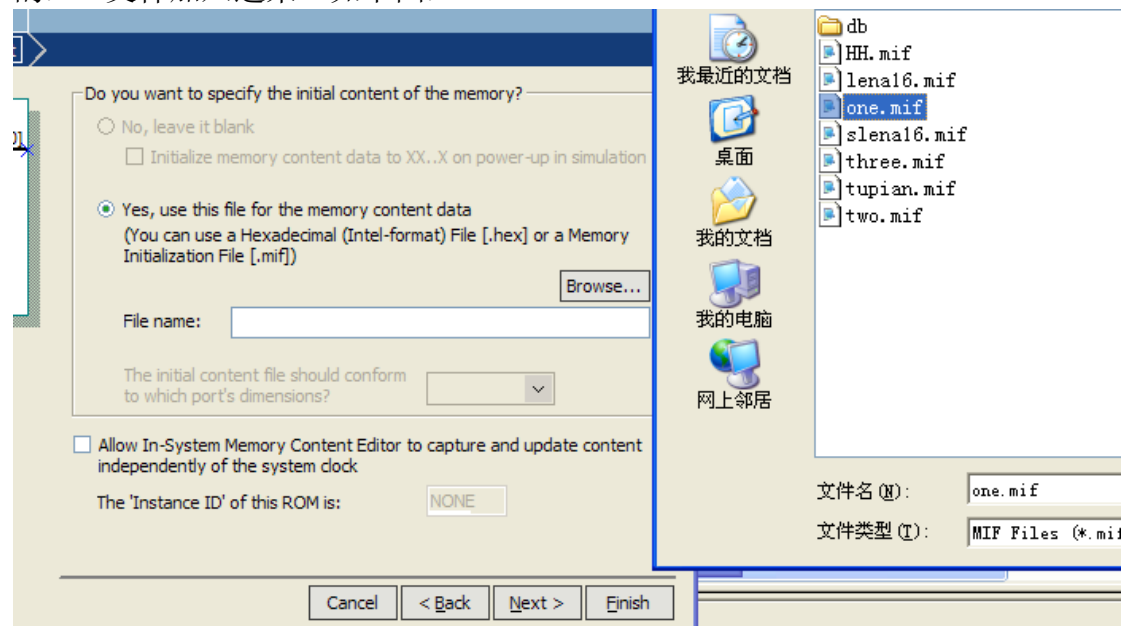 Do you want to specify the initial content of the memory?
No, leave it blank
Initialize memory content data to XX..X on power-up in simulation
Yes, use this file for the memory content data
(You can use a Hexadecimal (Intel-format) File [.hex] or a Memory
Initialization File [.mif])
Browse...
File name:
The initial content file should conform
to which port's dimensions?
Allow In-System Memory Content Editor to capture and update content
independently of the system clock
The 'Instance ID' of this ROM is:
NONE
Cancel
< Back
Next >
Finish
我最近的文档
桌面
我的文档
我的电脑
网上邻居
db
HH.mif
lena16.mif
one.mif
slena16.mif
three.mif
tupian.mif
two.mif
文件名(N):
one.mif
文件类型(T):
MIF Files (*.mif